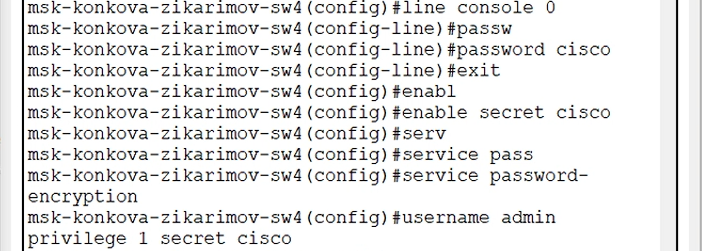 msk-konkova-zikarimov-sw4(config)#line console 0
msk-konkova-zikarimov-sw4(config-line)#passw
msk-konkova-zikarimov-sw4(config-line)#password cisco
msk-konkova-zikarimov-sw4(config-line)#exit
msk-konkova-zikarimov-sw4(config)#enabl
msk-konkova-zikarimov-sw4(config)#enable secret cisco
msk-konkova-zikarimov-sw4(config)#serv
msk-konkova-zikarimov-sw4(config)#service pass
msk-konkova-zikarimov-sw4(config)#service password-
encryption
msk-konkova-zikarimov-sw4(config)#username admin
privilege 1 secret cisco